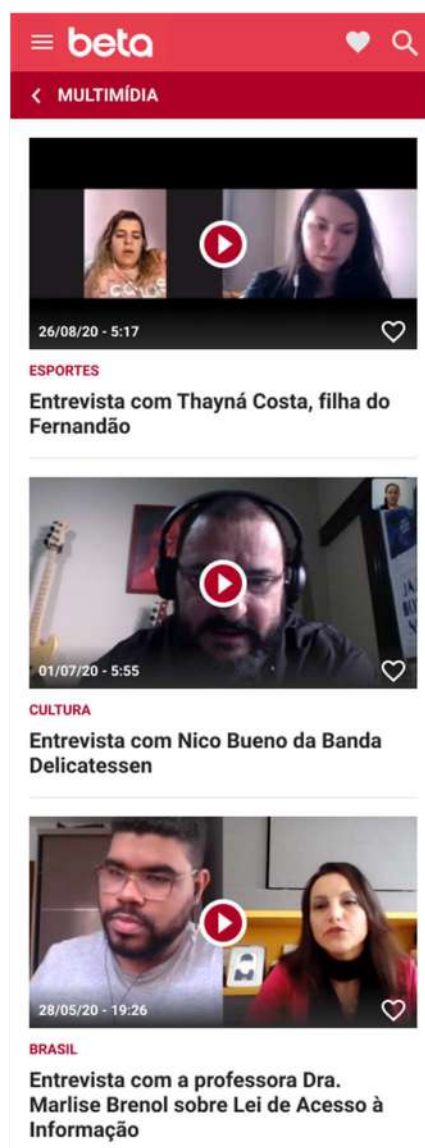 beta
MULTIMÍDIA
26/08/20 - 5:17
ESPORTES
Entrevista com Thayná Costa, filha do
Fernandão
01/07/20 - 5:55
CULTURA
Entrevista com Nico Bueno da Banda
Delicatessen
28/05/20 - 19:26
BRASIL
Entrevista com a professora Dra.
Marlise Brenol sobre Lei de Acesso à
Informação